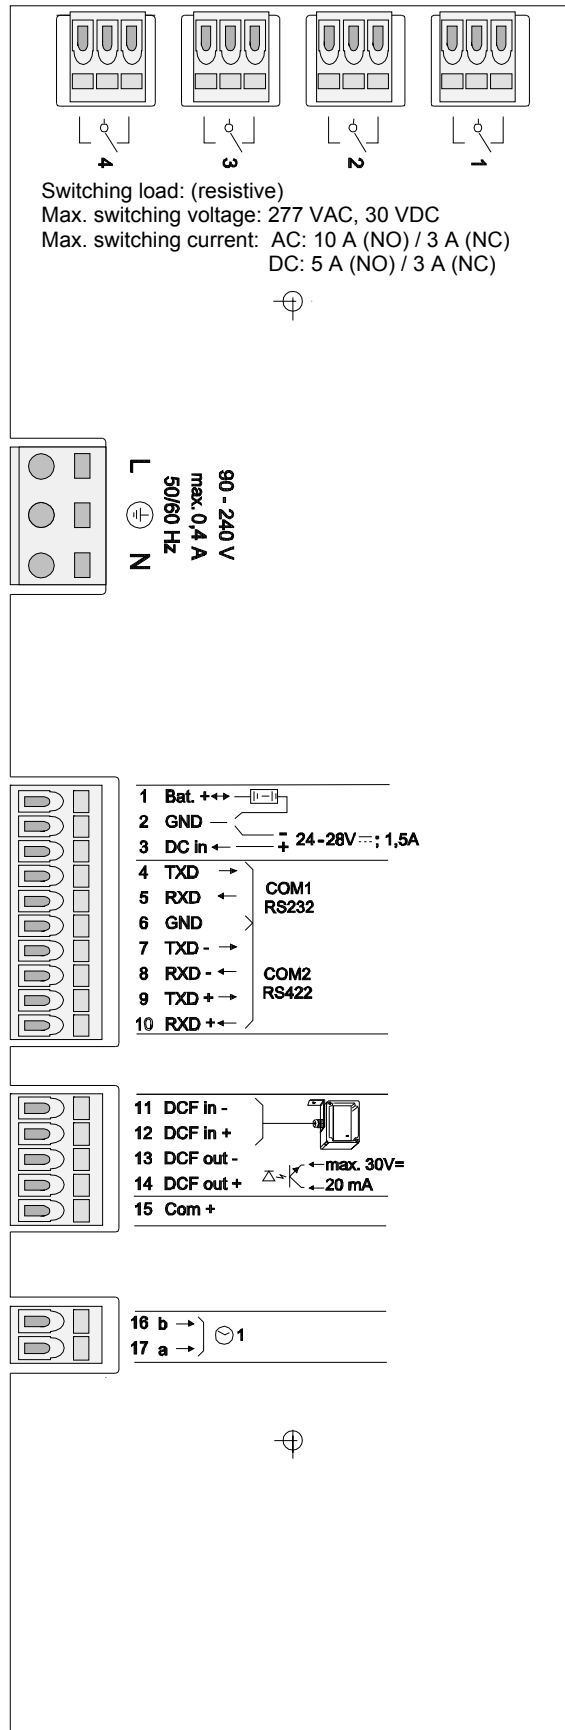 4 3 2 1
Switching load: (resistive)
Max. switching voltage: 277 VAC, 30 VDC
Max. switching current: AC: 10 A (NO) / 3 A (NC)
DC: 5 A (NO) / 3 A (NC)
L
N
90 - 240 V
max. 0,4 A
50/60 Hz
1 Bat. +
2 GND
3 DC in
- 24-28V ; 1,5A
+
4 TXD
5 RXD
6 GND
COM1
RS232
7 TXD -
8 RXD -
9 TXD +
10 RXD +
COM2
RS422
11 DCF in -
12 DCF in +
13 DCF out -
14 DCF out +
max. 30V=
20 mA
15 Com +
16 b
17 a
1